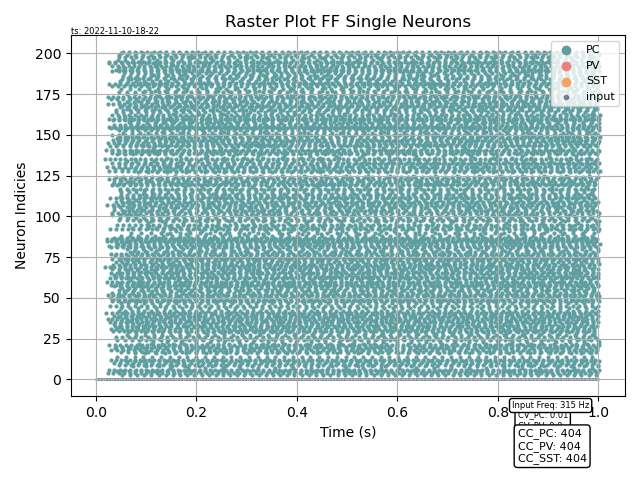 Raster Plot FF Single Neurons
ts: 2022-11-10-18-22
PC
PV
SST
input
Neuron Indicies
200
175
150
125
100
75
50
25
0
0.0 0.2 0.4 0.6 0.8 1.0
Time (s)
Input Freq: 315 Hz
CV_PC: 0.01
CC_PC: 404
CC_PV: 404
CC_SST: 404